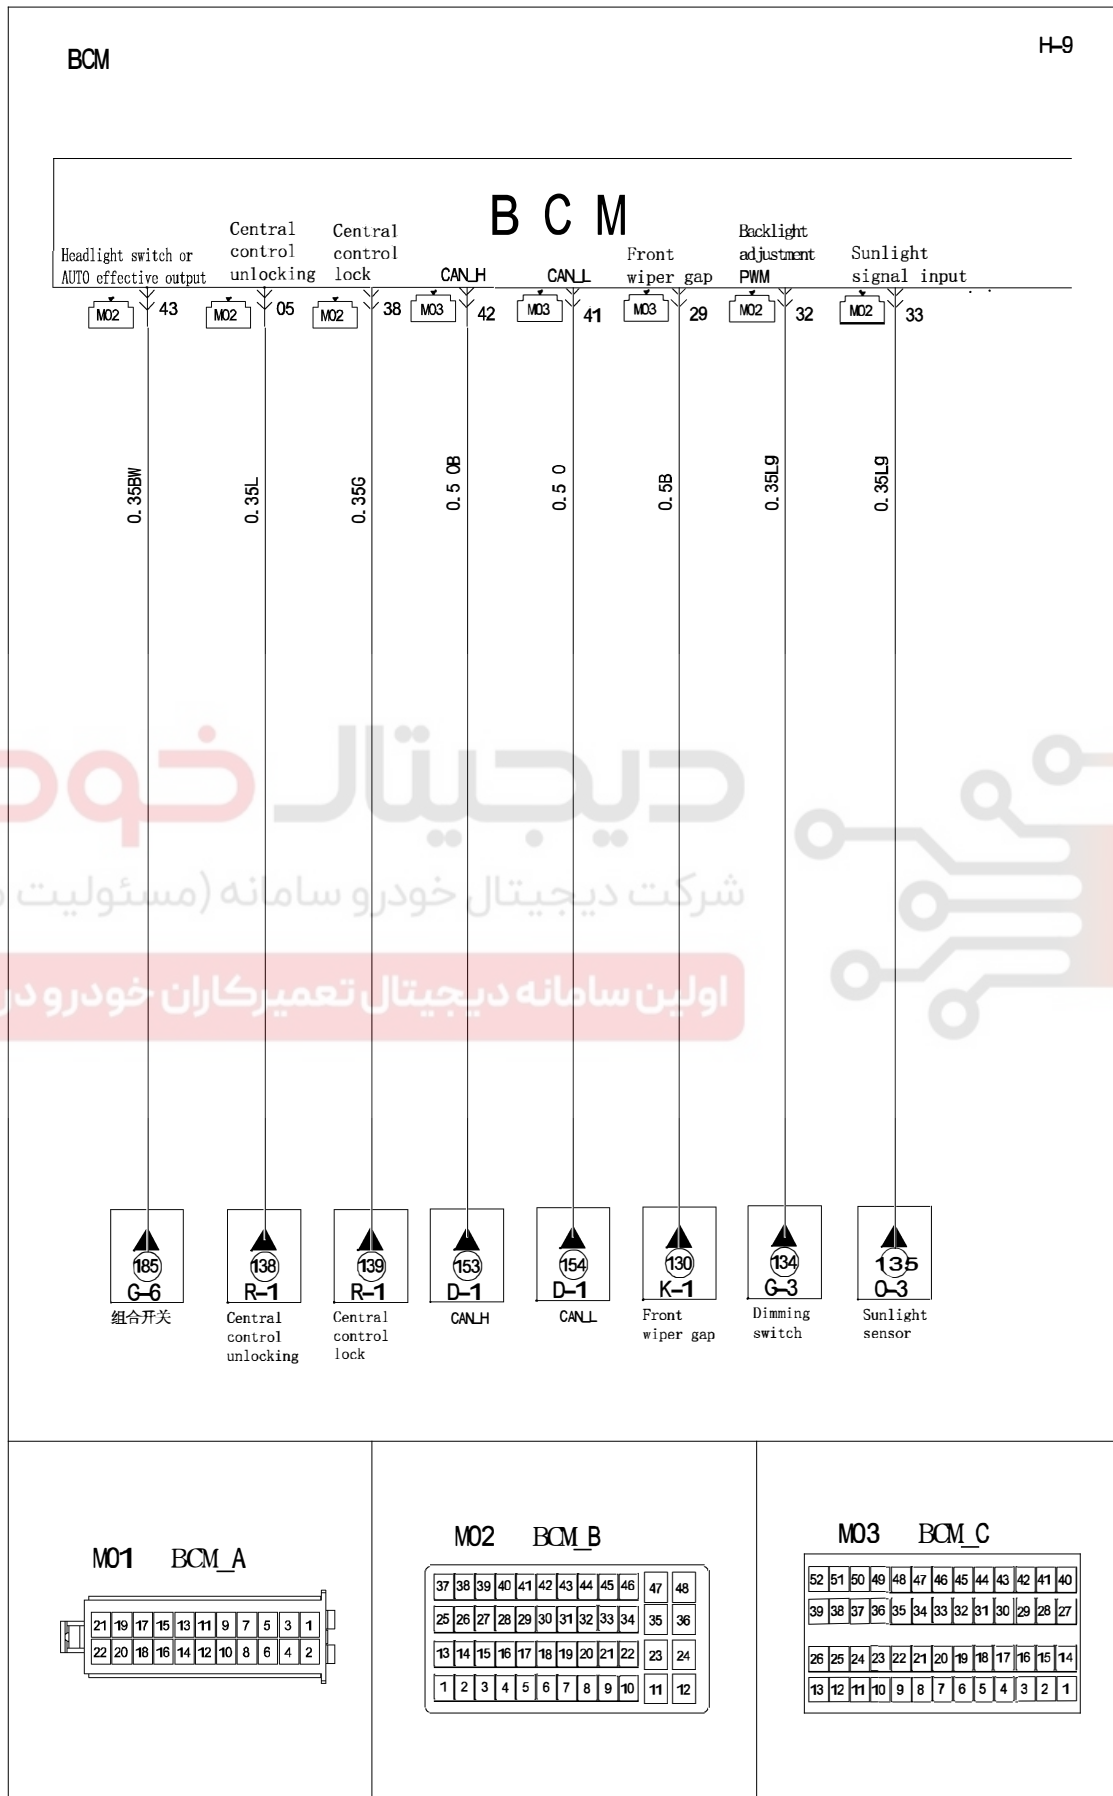 BCM
H-9
B C M
Headlight switch or
AUTO effective output
Central
control
unlocking
Central
control
lock
CAN_H
CAN_L
Front
wiper gap
Backlight
adjustment
PWM
Sunlight
signal input
M02 43
M02 05
M02 38
M03 42
M03 41
M03 29
M02 32
M02 33
0.35BW
0.35L
0.35G
0.5 OB
0.5 O
0.5B
0.35Lg
0.35Lg
دیجیتال خودر
شرکت دیجیتال خودرو سامانه (مسئولیت
اولین سامانه دیجیتال تعمیرکاران خودرو در
185
G-6
组合开关
138
R-1
Central
control
unlocking
139
R-1
Central
control
lock
153
D-1
CAN_H
154
D-1
CAN_L
130
K-1
Front
wiper gap
134
G-3
Dimming
switch
135
O-3
Sunlight
sensor
M01 BCM_A
21 19 17 15 13 11 9 7 5 3 1
22 20 18 16 14 12 10 8 6 4 2
M02 BCM_B
37 38 39 40 41 42 43 44 45 46 47 48
25 26 27 28 29 30 31 32 33 34 35 36
13 14 15 16 17 18 19 20 21 22 23 24
1 2 3 4 5 6 7 8 9 10 11 12
M03 BCM_C
52 51 50 49 48 47 46 45 44 43 42 41 40
39 38 37 36 35 34 33 32 31 30 29 28 27
26 25 24 23 22 21 20 19 18 17 16 15 14
13 12 11 10 9 8 7 6 5 4 3 2 1